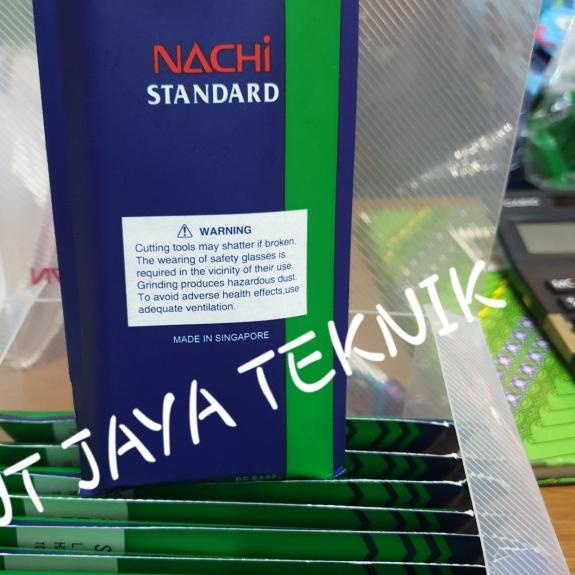 NACHi
STANDARD
WARNING
Cutting tools may shatter if broken.
The wearing of safety glasses is
required in the vicinity of their use.
Grinding produces hazardous dust.
To avoid adverse health effects,use
adequate ventilation.
MADE IN SINGAPORE
UT JAYA TEKNIK
CASIO